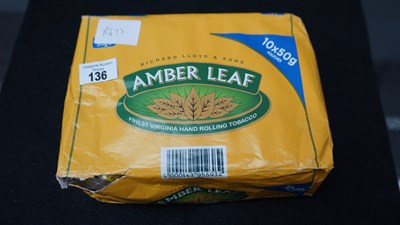 136
RICHARD LLOYD & SONS
10x50g
AMBER LEAF
FINEST VIRGINIA HAND ROLLING TOBACCO
AMBER LEAF